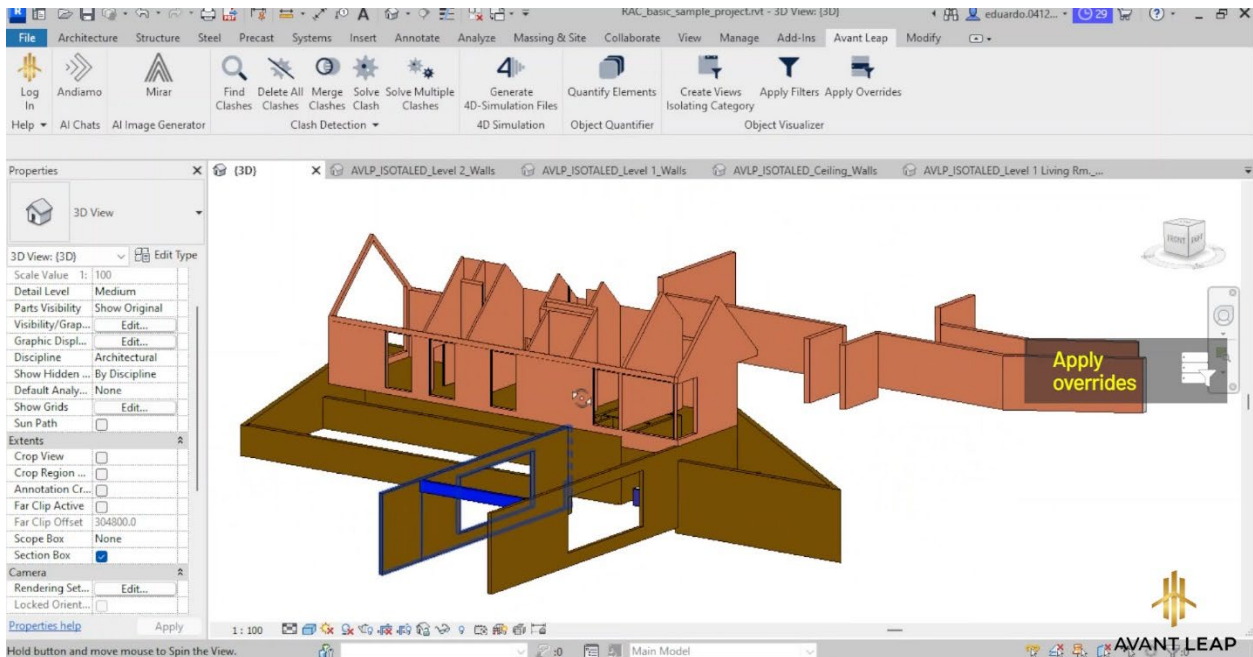 RAC_basic_sample_project.rvt - 3D View: {3D}
eduardo.0412...
29
File Architecture Structure Steel Precast Systems Insert Annotate Analyze Massing & Site Collaborate View Manage Add-Ins Avant Leap Modify
Log In
Andiamo
Mirar
Find Clashes
Delete All Clashes
Merge Clashes
Solve Clash
Solve Multiple Clashes
Generate 4D-Simulation Files
Quantify Elements
Create Views Isolating Category
Apply Filters
Apply Overrides
Help AI Chats AI Image Generator Clash Detection 4D Simulation Object Quantifier Object Visualizer
Properties
{3D} AVLP_ISOTALED_Level 2_Walls AVLP_ISOTALED_Level 1_Walls AVLP_ISOTALED_Ceiling_Walls AVLP_ISOTALED_Level 1 Living Rm._...
3D View
3D View: {3D} Edit Type
Scale Value 1: 100
Detail Level Medium
Parts Visibility Show Original
Visibility/Grap... Edit...
Graphic Displ... Edit...
Discipline Architectural
Show Hidden ... By Discipline
Default Analy... None
Show Grids Edit...
Sun Path
Extents
Crop View
Crop Region ...
Annotation Cr...
Far Clip Active
Far Clip Offset 304800.0
Scope Box None
Section Box
Camera
Rendering Set... Edit...
Locked Orient...
Properties help Apply
FRONT
Apply
overrides
1 : 100
Hold button and move mouse to Spin the View.
:0
Main Model
AVANT LEAP